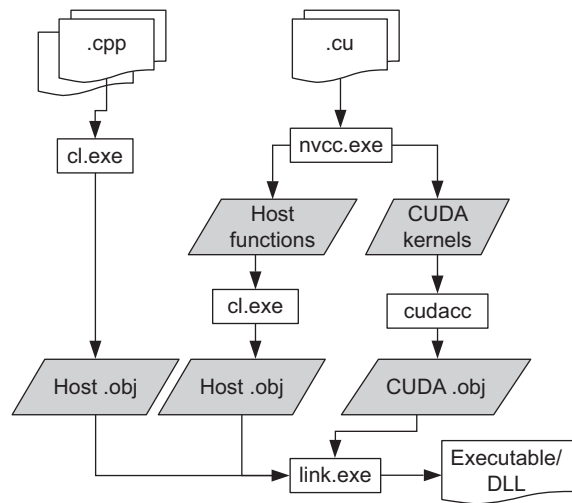 .cpp
.cu
cl.exe
nvcc.exe
Host
functions
CUDA
kernels
cl.exe
cudacc
Host .obj
Host .obj
CUDA .obj
link.exe
Executable/
DLL